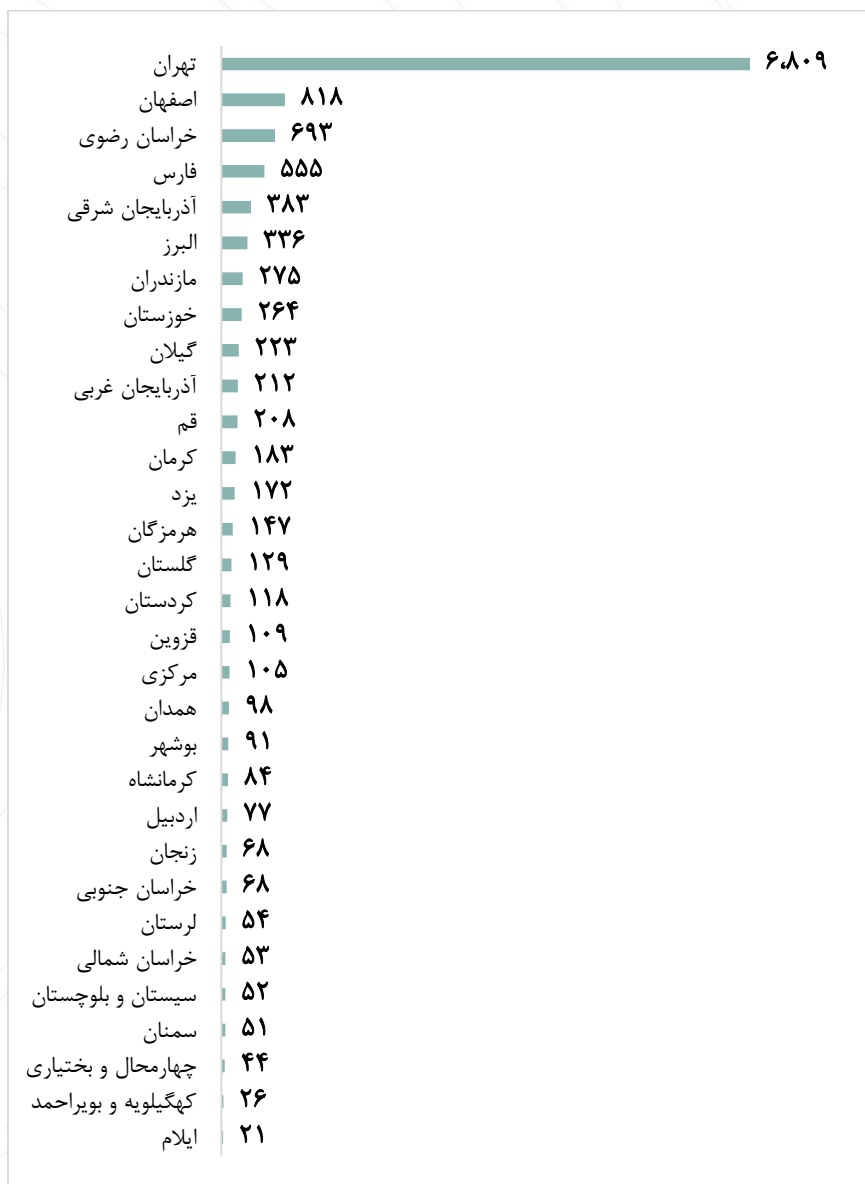 تهران ۶،۸۰۹
اصفهان ۸۱۸
خراسان رضوی ۶۹۳
فارس ۵۵۵
آذربایجان شرقی ۳۸۳
البرز ۳۳۶
مازندران ۲۷۵
خوزستان ۲۶۴
گیلان ۲۲۳
آذربایجان غربی ۲۱۲
قم ۲۰۸
کرمان ۱۸۳
یزد ۱۷۲
هرمزگان ۱۴۷
گلستان ۱۲۹
کردستان ۱۱۸
قزوین ۱۰۹
مرکزی ۱۰۵
همدان ۹۸
بوشهر ۹۱
کرمانشاه ۸۴
اردبیل ۷۷
زنجان ۶۸
خراسان جنوبی ۶۸
لرستان ۵۴
خراسان شمالی ۵۳
سیستان و بلوچستان ۵۲
سمنان ۵۱
چهارمحال و بختیاری ۴۴
کهگیلویه و بویراحمد ۲۶
ایلام ۲۱